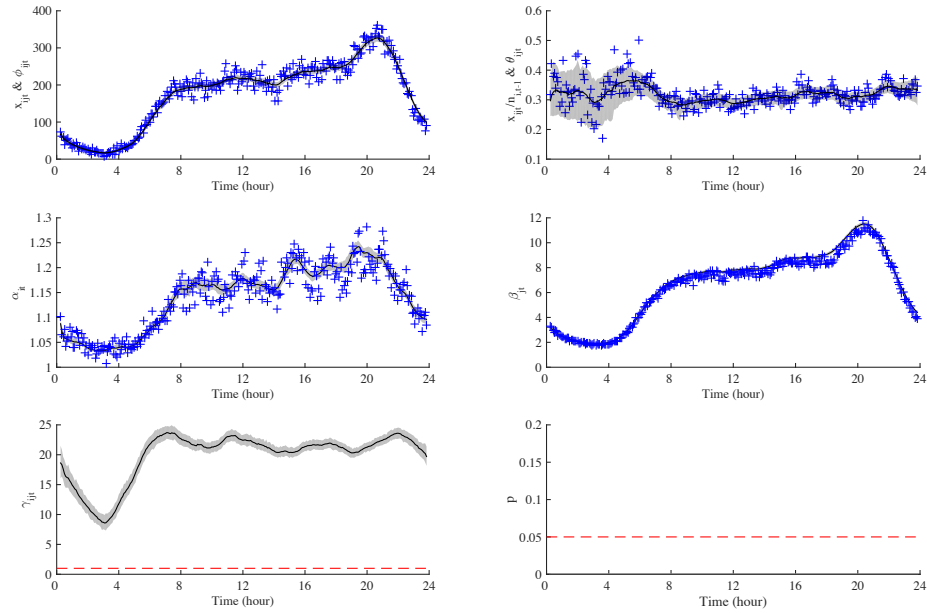 400
300
200
100
0
x_ijt & ϕ_ijt
0 4 8 12 16 20 24
Time (hour)
0.6
0.5
0.4
0.3
0.2
0.1
x_ijt/n_i,t-1 & θ_ijt
0 4 8 12 16 20 24
Time (hour)
1.3
1.25
1.2
1.15
1.1
1.05
1
α_it
0 4 8 12 16 20 24
Time (hour)
12
10
8
6
4
2
0
β_jt
0 4 8 12 16 20 24
Time (hour)
25
20
15
10
5
0
γ_ijt
0 4 8 12 16 20 24
Time (hour)
0.2
0.15
0.1
0.05
0
p
0 4 8 12 16 20 24
Time (hour)